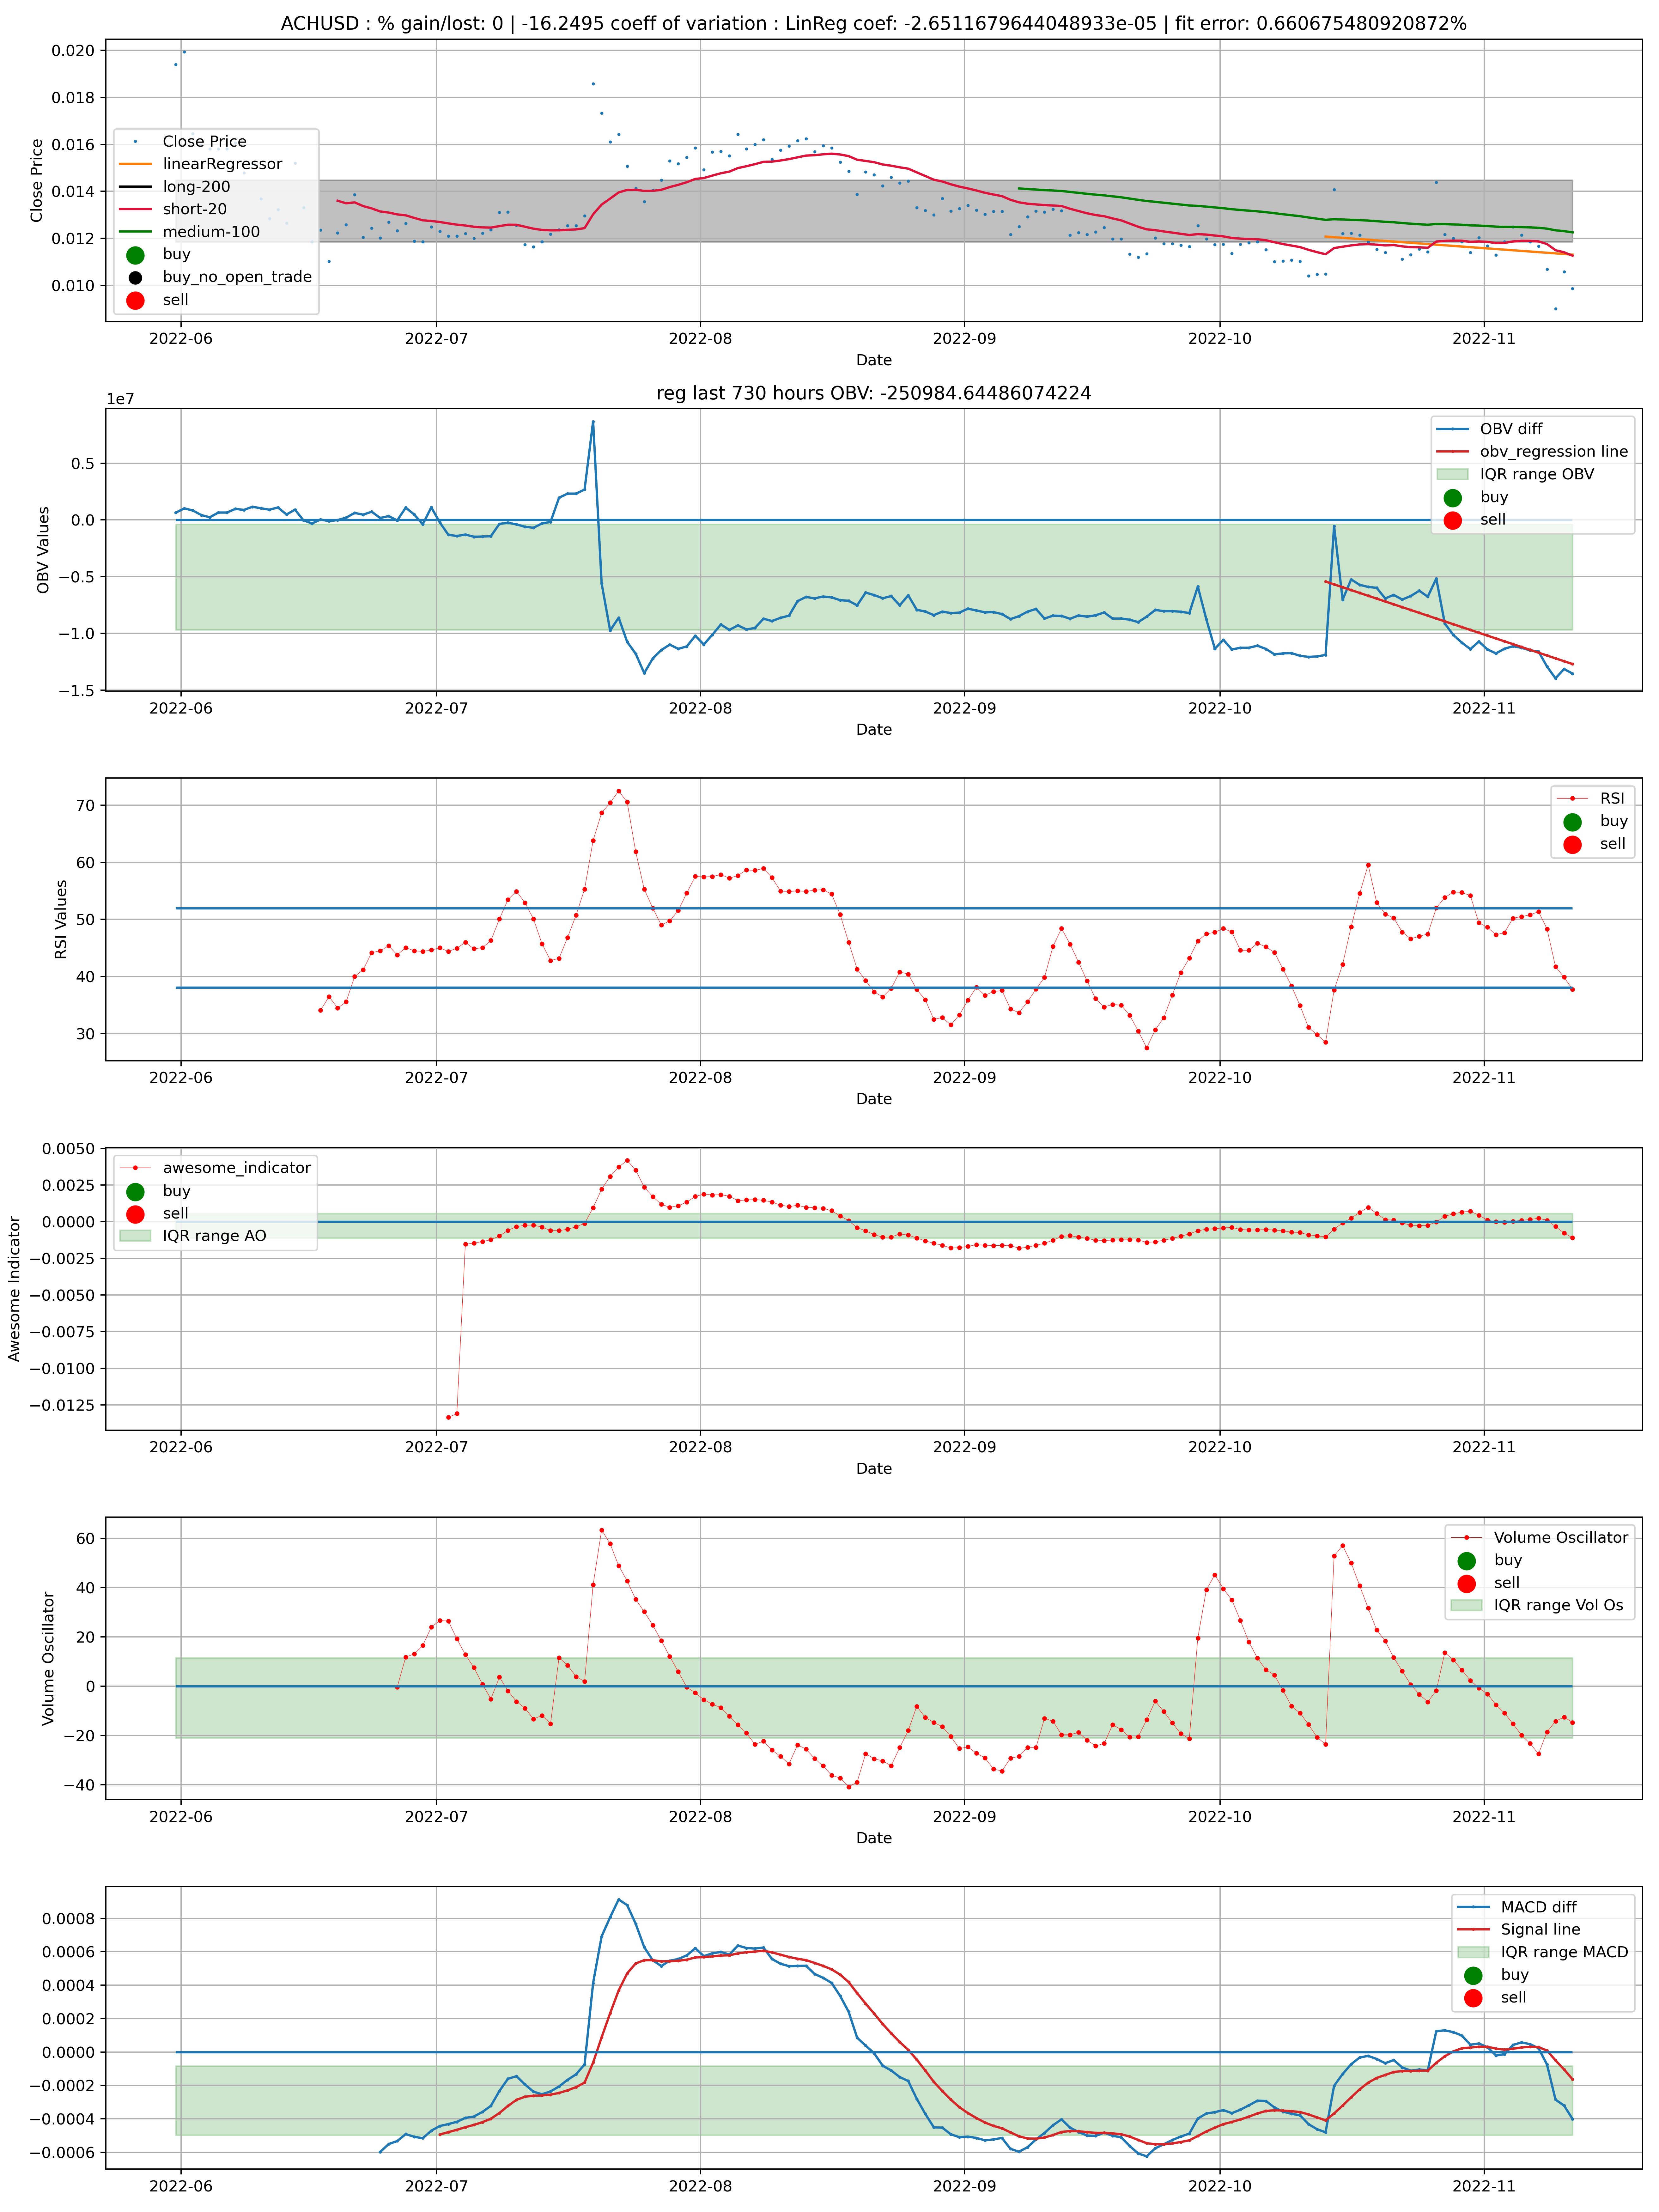 ACHUSD : % gain/lost: 0 | -16.2495 coeff of variation : LinReg coef: -2.6511679644048933e-05 | fit error: 0.660675480920872%
0.020
0.018
0.016
0.014
0.012
0.010
Close Price
Close Price
linearRegressor
long-200
short-20
medium-100
buy
buy_no_open_trade
sell
2022-06
2022-07
2022-08
2022-09
2022-10
2022-11
Date
reg last 730 hours OBV: -250984.64486074224
1e7
0.5
0.0
−0.5
−1.0
−1.5
OBV Values
OBV diff
obv_regression line
IQR range OBV
buy
sell
2022-06
2022-07
2022-08
2022-09
2022-10
2022-11
Date
70
60
50
40
30
RSI Values
RSI
buy
sell
2022-06
2022-07
2022-08
2022-09
2022-10
2022-11
Date
0.0050
0.0025
0.0000
−0.0025
−0.0050
−0.0075
−0.0100
−0.0125
Awesome Indicator
awesome_indicator
buy
sell
IQR range AO
2022-06
2022-07
2022-08
2022-09
2022-10
2022-11
Date
60
40
20
0
−20
−40
Volume Oscillator
Volume Oscillator
buy
sell
IQR range Vol Os
2022-06
2022-07
2022-08
2022-09
2022-10
2022-11
Date
0.0008
0.0006
0.0004
0.0002
0.0000
−0.0002
−0.0004
−0.0006
MACD diff
Signal line
IQR range MACD
buy
sell
2022-06
2022-07
2022-08
2022-09
2022-10
2022-11